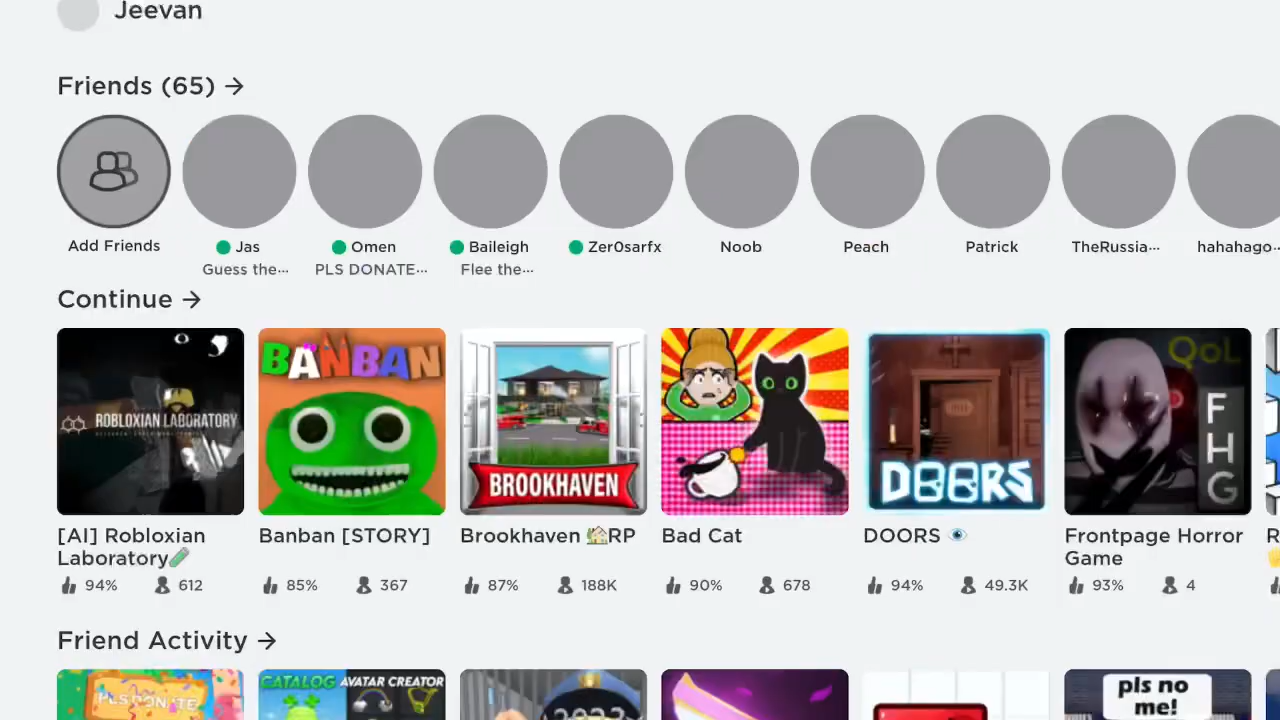 Jeevan
Friends (65) →
Add Friends
Jas
Omen
Baileigh
Zer0sarfx
Noob
Peach
Patrick
TheRussia...
hahahago..
Guess the...
PLS DONATE...
Flee the...
Continue →
ROBLOXIAN LABORATORY
BANBAN
BROOKHAVEN
DOORS
QoL
F
H
G
[AI] Robloxian
Laboratory
Banban [STORY]
Brookhaven 🏡RP
Bad Cat
DOORS 👁️
Frontpage Horror
Game
94% 612
85% 367
87% 188K
90% 678
94% 49.3K
93% 4
Friend Activity →
PLS DONATE
CATALOG AVATAR CREATOR
pls no
me!